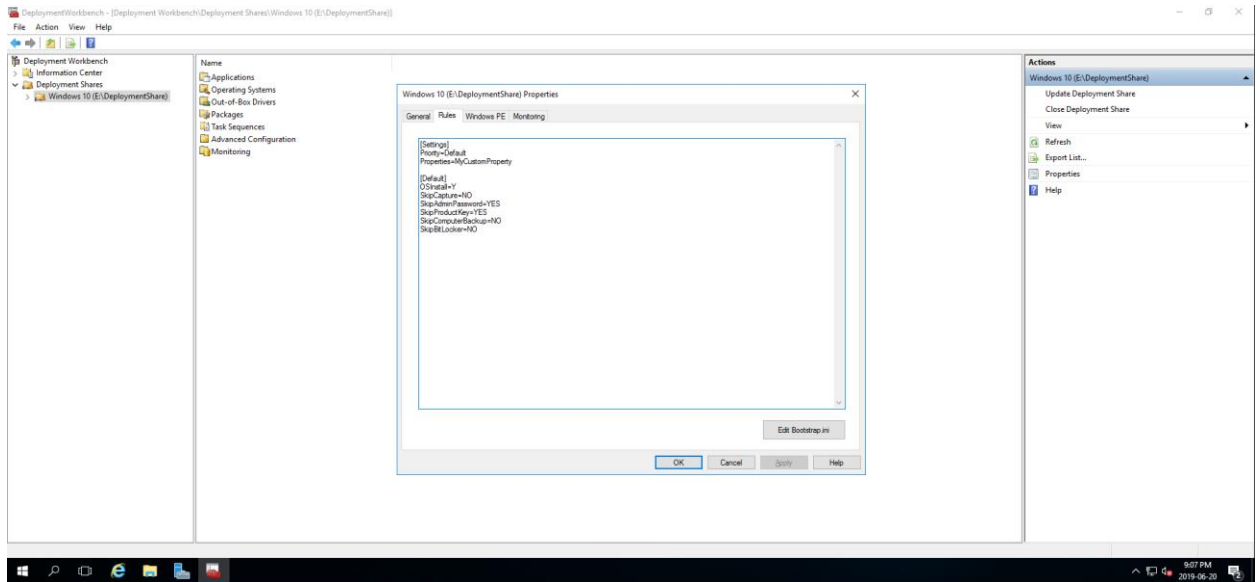 DeploymentWorkbench - [Deployment Workbench\Deployment Shares\Windows 10 (E:\DeploymentShare)]
File Action View Help
Deployment Workbench
Information Center
Deployment Shares
Windows 10 (E:\DeploymentShare)
Name
Applications
Operating Systems
Out-of-Box Drivers
Packages
Task Sequences
Advanced Configuration
Monitoring
Windows 10 (E:\DeploymentShare) Properties
General Rules Windows PE Monitoring
[Settings]
Priority=Default
Properties=MyCustomProperty
[Default]
OSInstall=Y
SkipCapture=NO
SkipAdminPassword=YES
SkipProductKey=YES
SkipComputerBackup=NO
SkipBitLocker=NO
Edit Bootstrap.ini
OK Cancel Apply Help
Actions
Windows 10 (E:\DeploymentShare)
Update Deployment Share
Close Deployment Share
View
Refresh
Export List...
Properties
Help
9:07 PM
2019-06-20